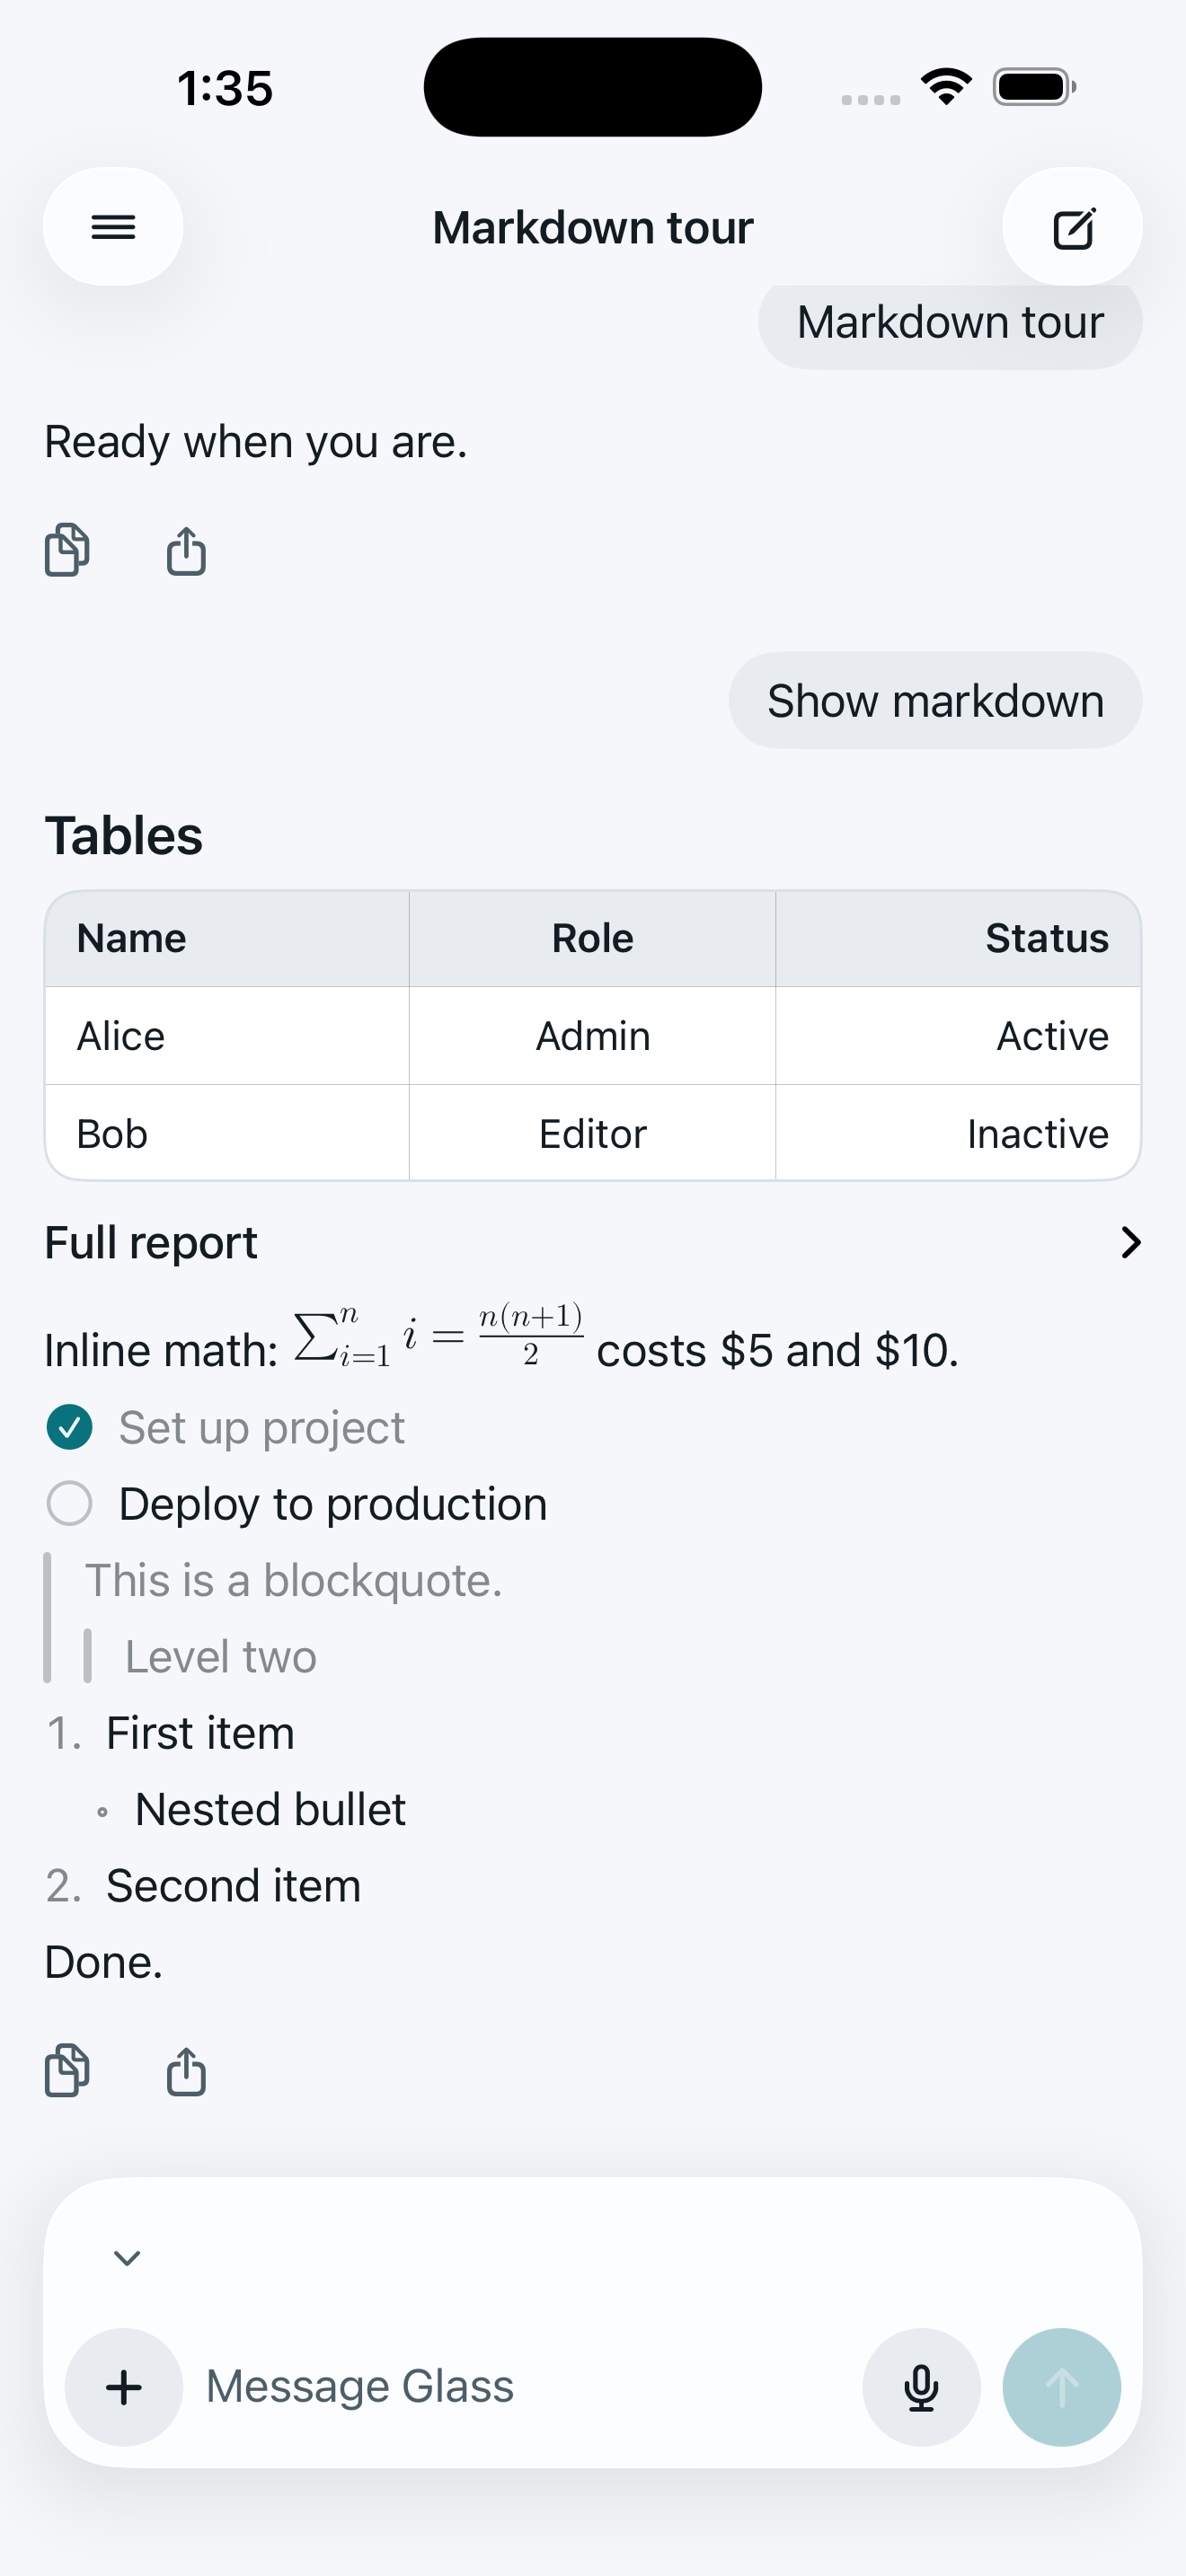 1:35
Markdown tour
Markdown tour
Ready when you are.
Show markdown
Tables
Name Role Status
Alice Admin Active
Bob Editor Inactive
Full report
Inline math: ∑ⁿᵢ₌₁ i = n(n+1)/2 costs $5 and $10.
Set up project
Deploy to production
This is a blockquote.
Level two
1. First item
Nested bullet
2. Second item
Done.
Message Glass